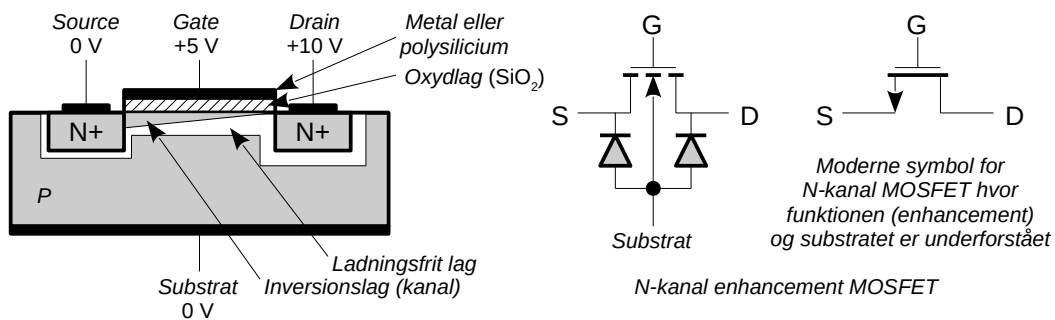 Source
0 V
Gate
+5 V
Drain
+10 V
Metal eller
polysilicium
Oxydlag (SiO₂)
N+
N+
P
Ladningsfrit lag
Inversionslag (kanal)
Substrat
0 V
G
S
D
Substrat
G
S
D
Moderne symbol for
N-kanal MOSFET hvor
funktionen (enhancement)
og substratet er underforstået
N-kanal enhancement MOSFET